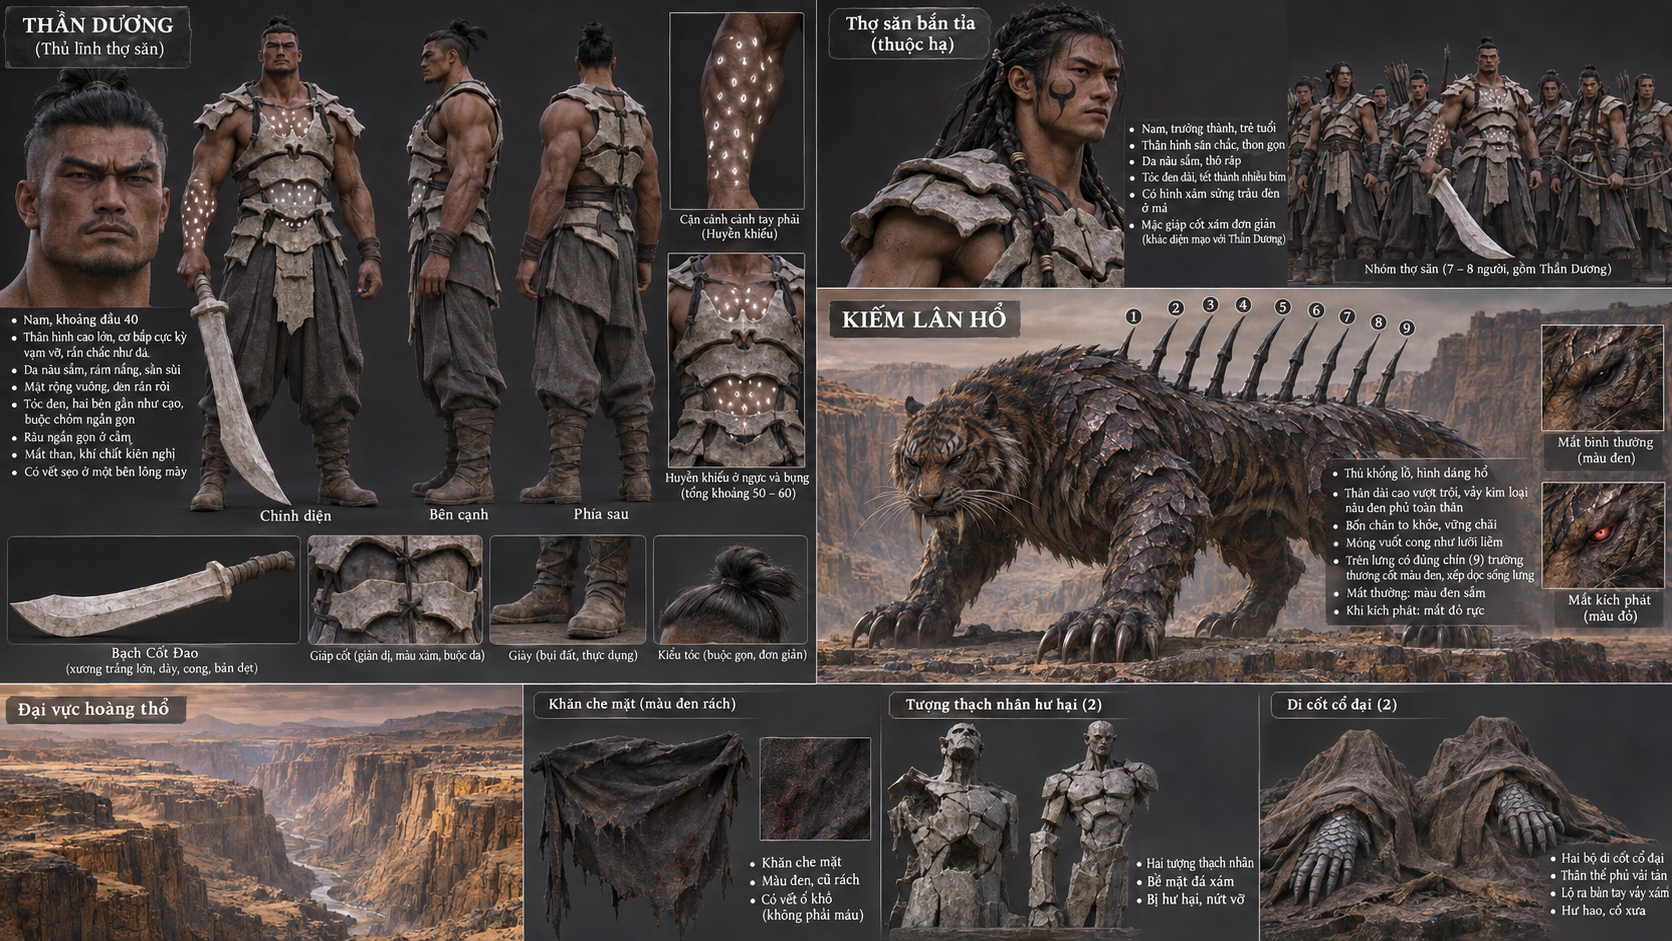 THẦN DƯƠNG
(Thủ lĩnh thợ săn)
Nam, khoảng đầu 40
Thân hình cao lớn, cơ bắp cực kỳ
vạm vỡ, rắn chắc như đá.
Da nâu sẫm, rám nắng, sần sùi
Mặt rộng vuông, đen rắn rỏi
Tóc đen, hai bên gần như cạo,
buộc chỏm ngắn gọn
Râu ngắn gọn ở cằm
Mắt than, khí chất kiên nghị
Có vết sẹo ở một bên lông mày
Chính diện
Bên cạnh
Phía sau
Cận cảnh cánh tay phải
(Huyền khiếu)
Huyền khiếu ở ngực và bụng
(tổng khoảng 50 – 60)
Bạch Cốt Đao
(xương trắng lớn, dày, cong, bản dẹt)
Giáp cốt (giản dị, màu xám, buộc da)
Giày (bụi đất, thực dụng)
Kiểu tóc (buộc gọn, đơn giản)
Thợ săn bắn tỉa
(thuộc hạ)
Nam, trưởng thành, trẻ tuổi
Thân hình săn chắc, thon gọn
Da nâu sẫm, thô ráp
Tóc đen dài, tết thành nhiều bím
Có hình xăm sừng trâu đen
ở má
Mặc giáp cốt xám đơn giản
(khác diện mạo với Thần Dương)
Nhóm thợ săn (7 – 8 người, gồm Thần Dương)
KIẾM LÂN HỔ
1 2 3 4 5 6 7 8 9
Thú khổng lồ, hình dáng hổ
Thân dài cao vượt trội, vảy kim loại
nâu đen phủ toàn thân
Bốn chân to khỏe, vững chãi
Móng vuốt cong như lưỡi liềm
Trên lưng có đúng chín (9) trường
thương cốt màu đen, xếp dọc sống lưng
Mắt thường: màu đen sẫm
Khi kích phát: mắt đỏ rực
Mắt bình thường
(màu đen)
Mắt kích phát
(màu đỏ)
Đại vực hoàng thổ
Khăn che mặt (màu đen rách)
Khăn che mặt
Màu đen, cũ rách
Có vết ố khô
(không phải máu)
Tượng thạch nhân hư hại (2)
Hai tượng thạch nhân
Bề mặt đá xám
Bị hư hại, nứt vỡ
Di cốt cổ đại (2)
Hai bộ di cốt cổ đại
Thân thể phủ vải tàn
Lộ ra bàn tay vảy xám
Hư hao, cổ xưa